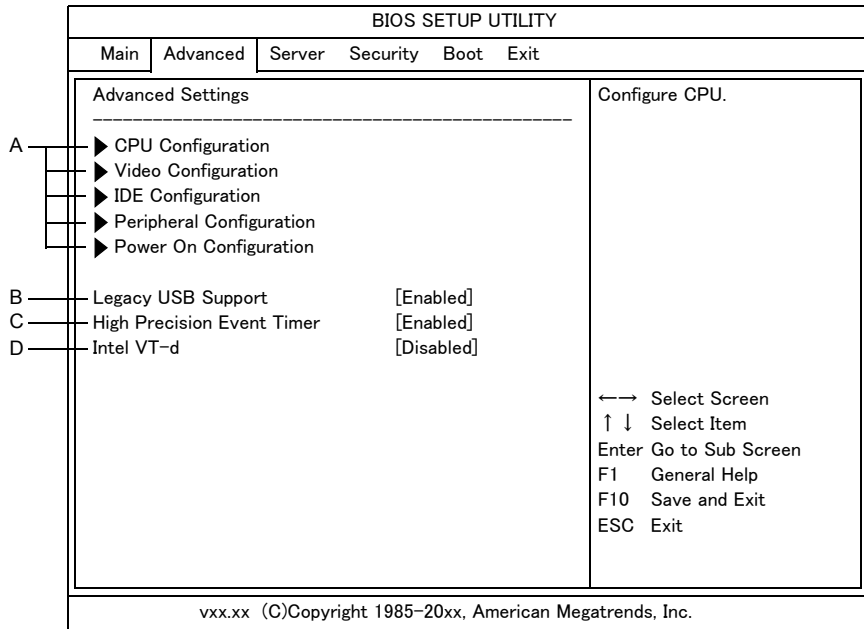 BIOS SETUP UTILITY
Main Advanced Server Security Boot Exit
Advanced Settings
Configure CPU.
A
CPU Configuration
Video Configuration
IDE Configuration
Peripheral Configuration
Power On Configuration
B Legacy USB Support [Enabled]
C High Precision Event Timer [Enabled]
D Intel VT-d [Disabled]
←→ Select Screen
↑↓ Select Item
Enter Go to Sub Screen
F1 General Help
F10 Save and Exit
ESC Exit
vxx.xx (C)Copyright 1985-20xx, American Megatrends, Inc.